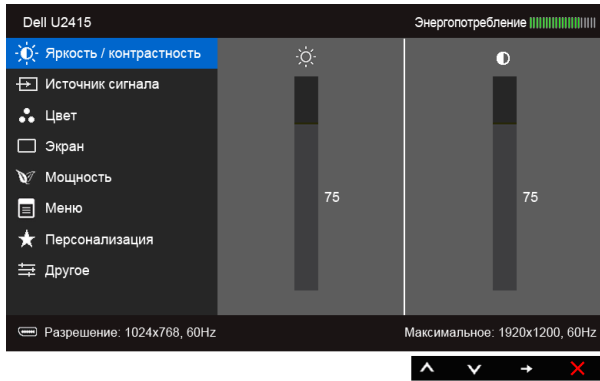 Dell U2415
Энергопотребление
Яркость / контрастность
Источник сигнала
Цвет
Экран
Мощность
Меню
Персонализация
Другое
75
75
Разрешение: 1024x768, 60Hz
Максимальное: 1920x1200, 60Hz